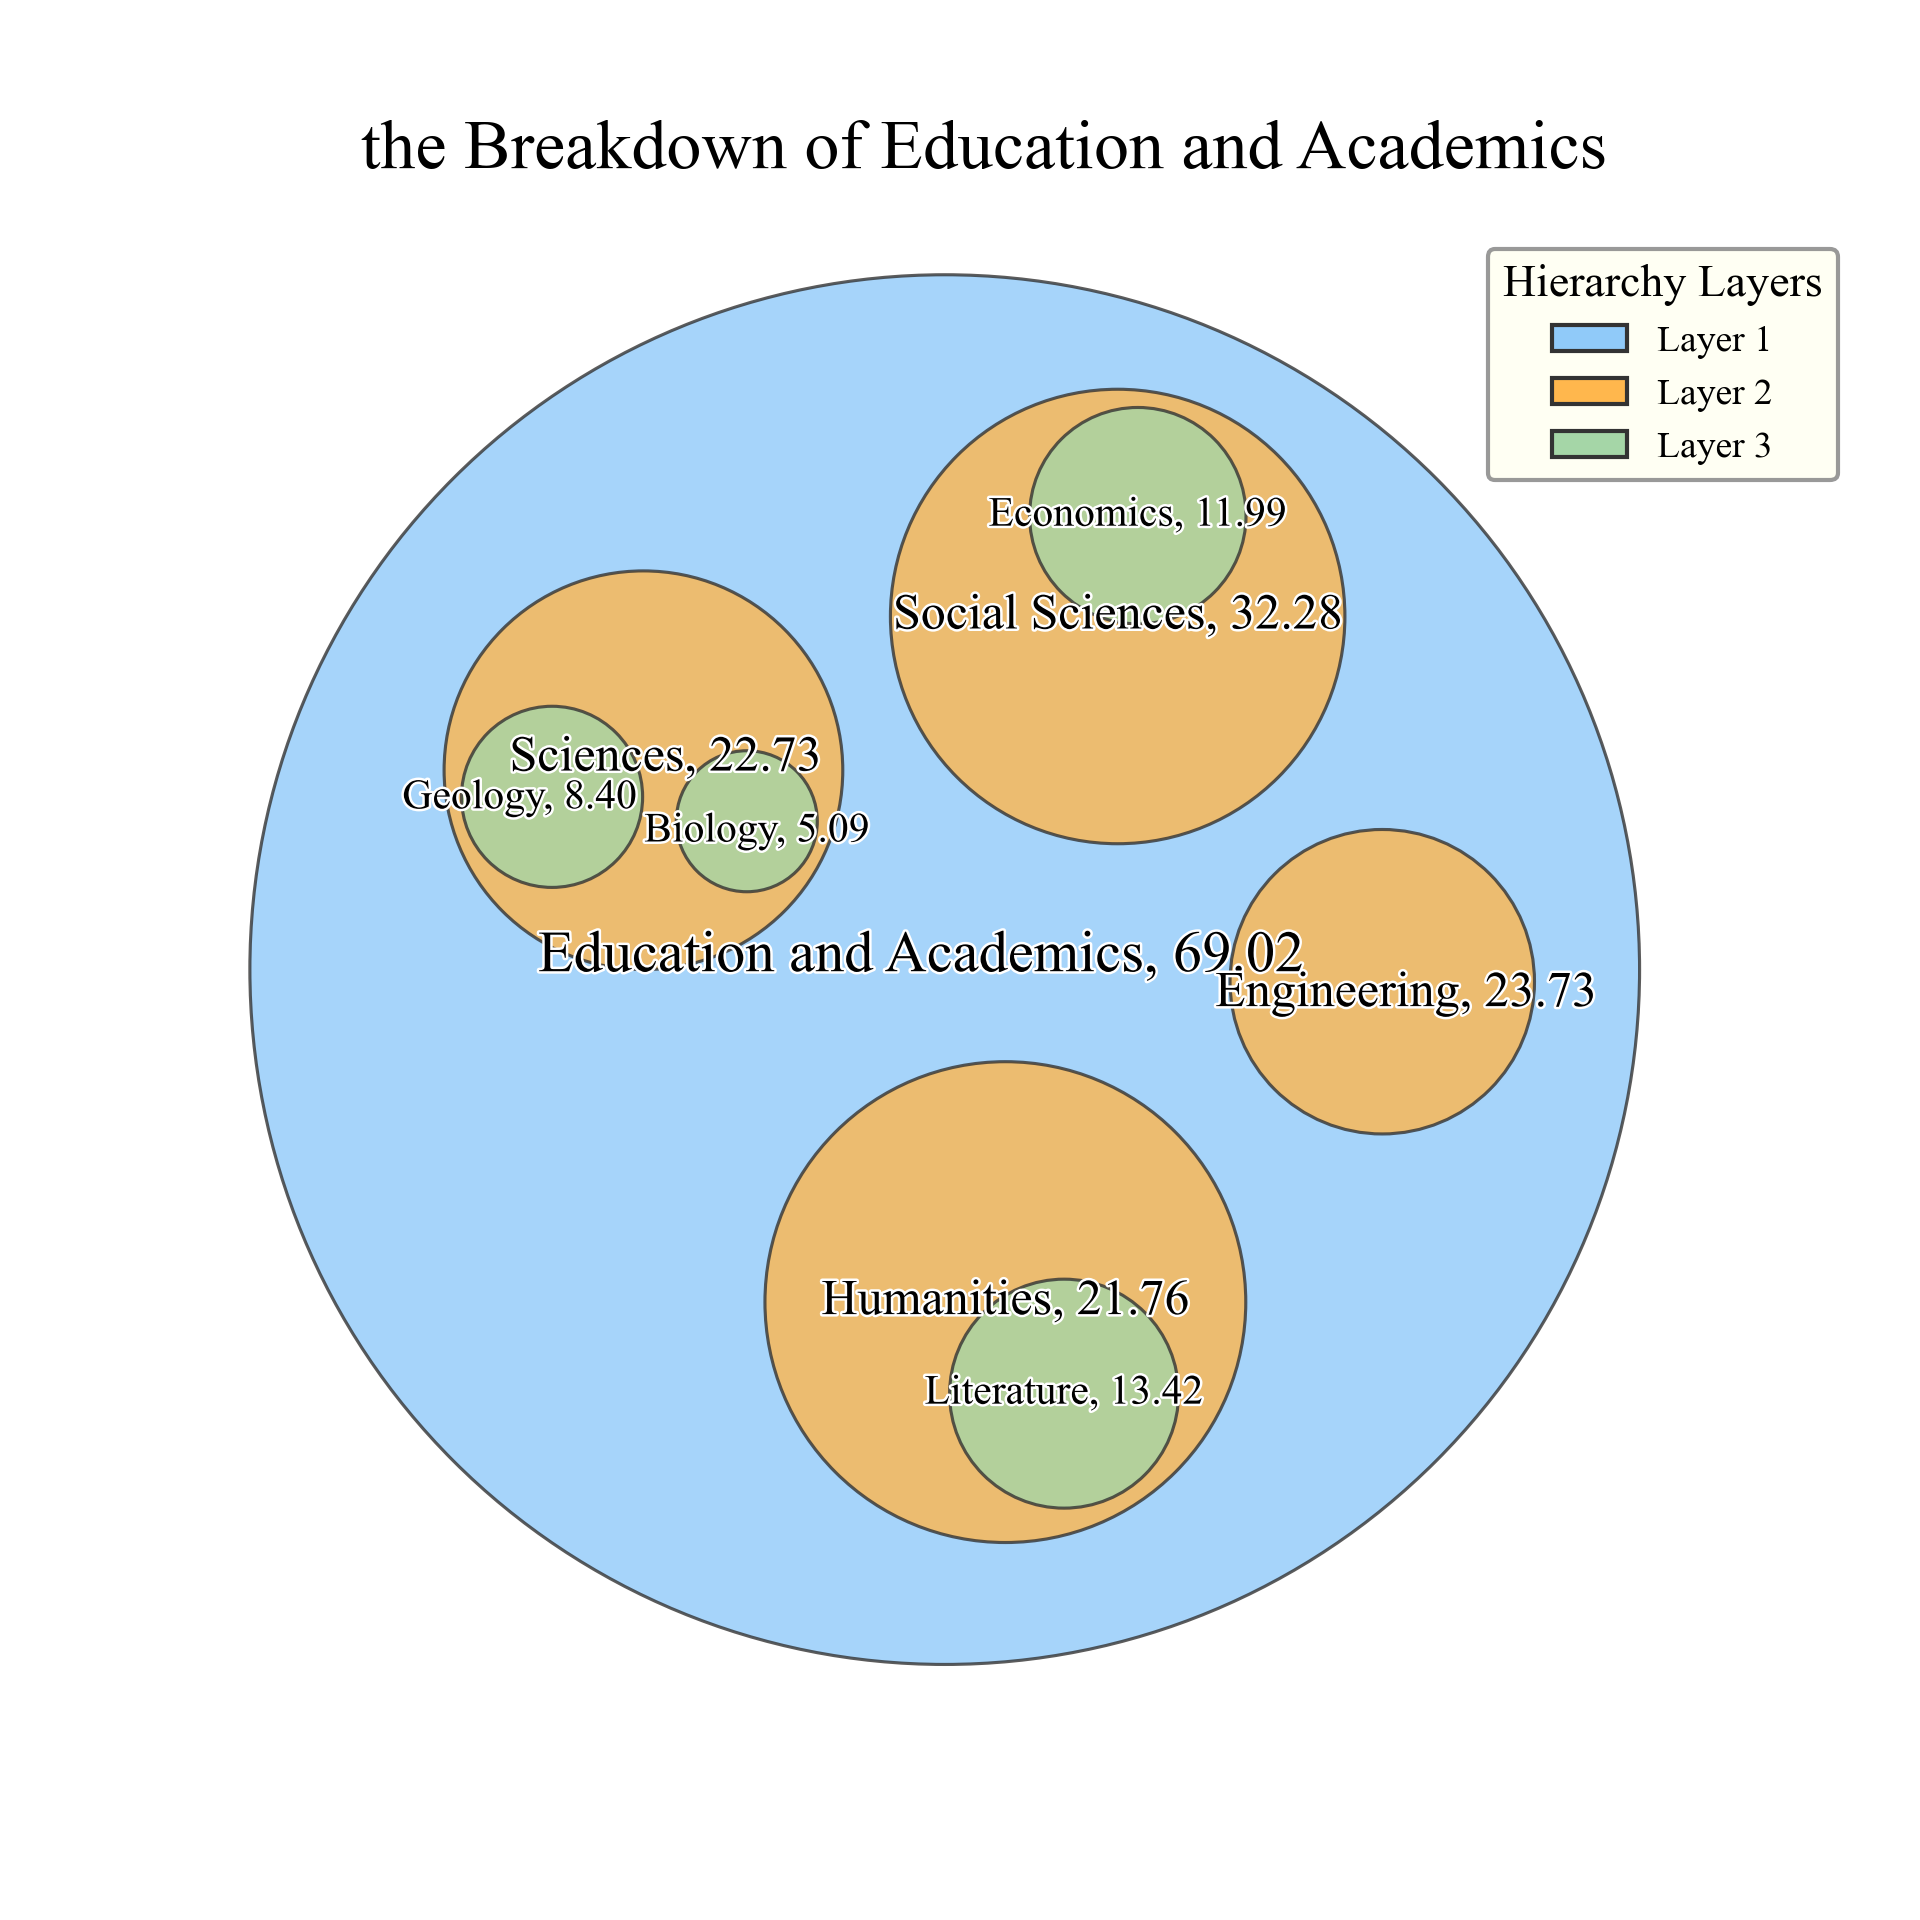 the Breakdown of Education and Academics
Hierarchy Layers
Layer 1
Layer 2
Layer 3
Economics, 11.99
Social Sciences, 32.28
Sciences, 22.73
Geology, 8.40
Biology, 5.09
Education and Academics, 69.02
Engineering, 23.73
Humanities, 21.76
Literature, 13.42